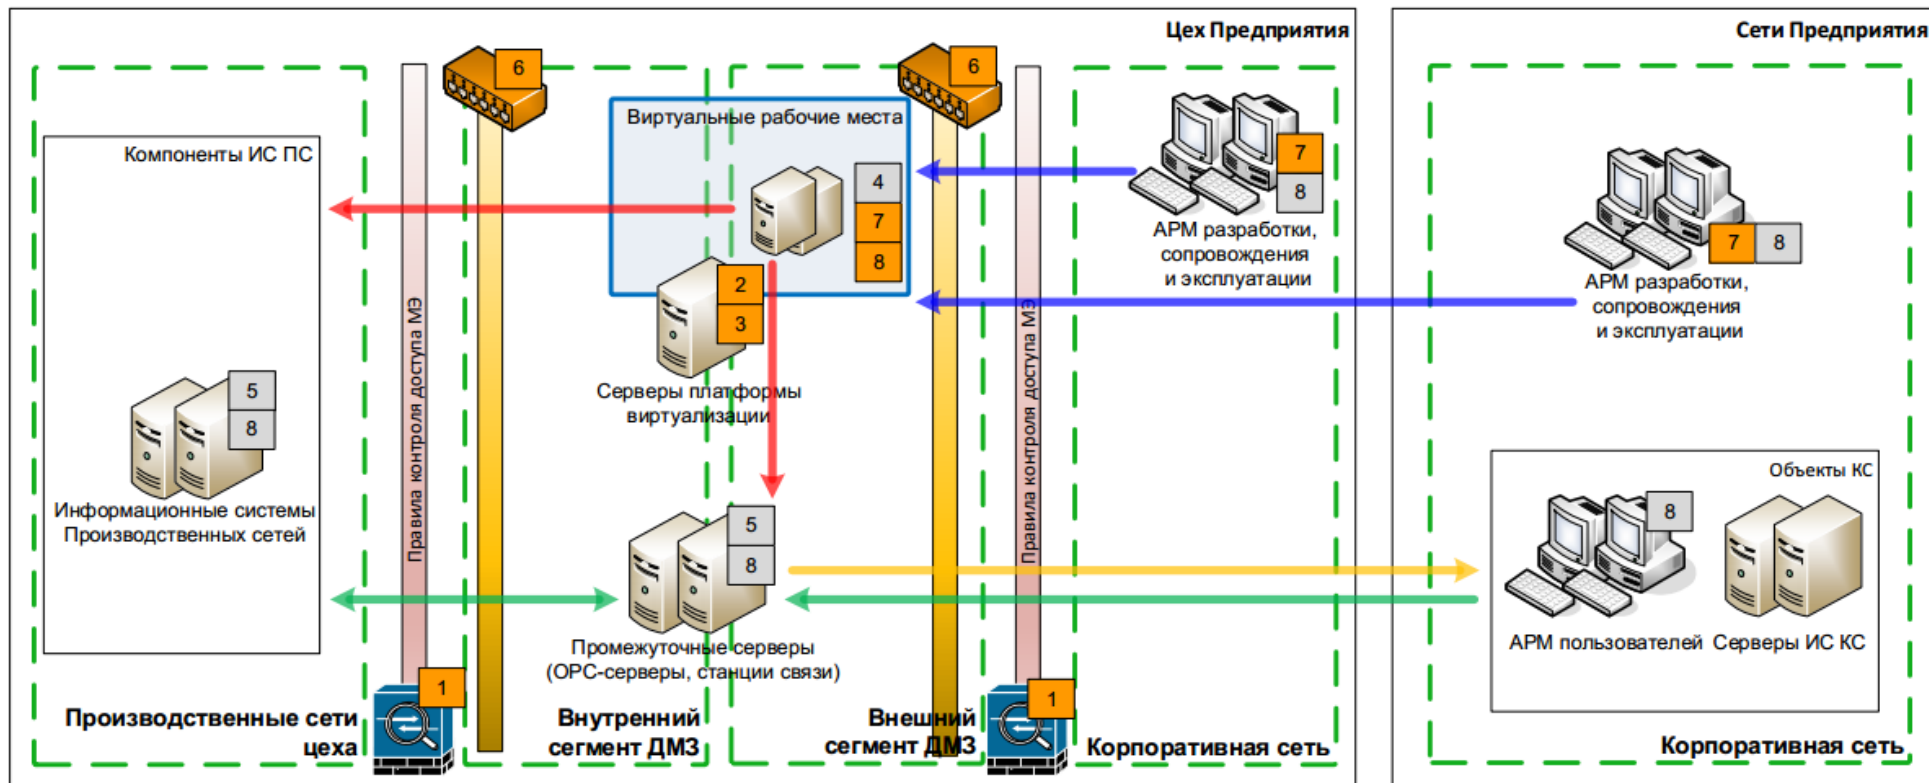 Цех Предприятия
Сети Предприятия
6
6
Виртуальные рабочие места
Компоненты ИС ПС
7
8
4
7
8
АРМ разработки,
сопровождения
и эксплуатации
7
8
АРМ разработки,
сопровождения
и эксплуатации
2
3
Правила контроля доступа МЭ
Правила контроля доступа МЭ
Серверы платформы
виртуализации
5
8
Информационные системы
Производственных сетей
5
8
Промежуточные серверы
(ОРС-серверы, станции связи)
Объекты КС
8
АРМ пользователей
Серверы ИС КС
1
1
Производственные сети
цеха
Внутренний
сегмент ДМЗ
Внешний
сегмент ДМЗ
Корпоративная сеть
Корпоративная сеть